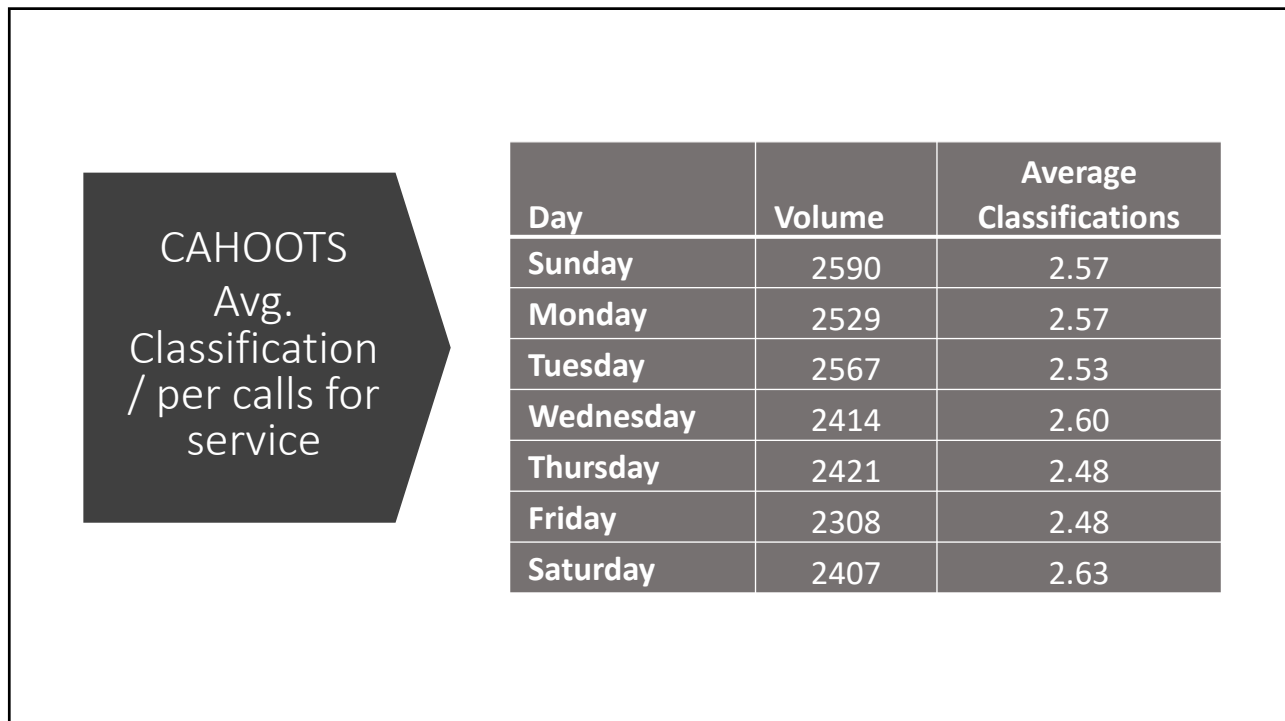 CAHOOTS
Avg.
Classification
/ per calls for
service
Day Volume Average Classifications
Sunday 2590 2.57
Monday 2529 2.57
Tuesday 2567 2.53
Wednesday 2414 2.60
Thursday 2421 2.48
Friday 2308 2.48
Saturday 2407 2.63